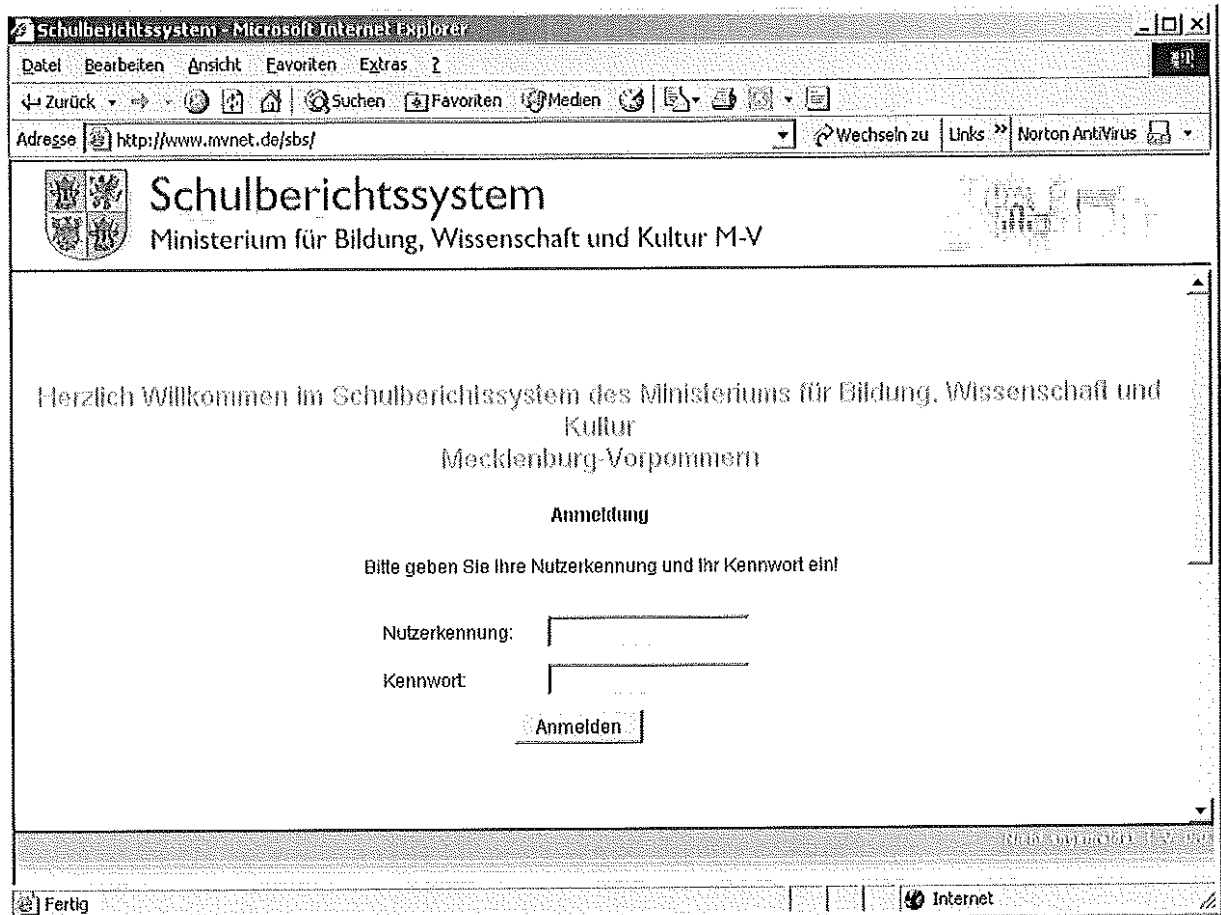 Schulberichtssystem - Microsoft Internet Explorer
Datei Bearbeiten Ansicht Favoriten Extras ?
Zurück Suchen Favoriten Medien
Adresse http://www.mvnet.de/sbs/ Wechseln zu Links » Norton AntiVirus
Schulberichtssystem
Ministerium für Bildung, Wissenschaft und Kultur M-V
Herzlich Willkommen im Schulberichtssystem des Ministeriums für Bildung, Wissenschaft und
Kultur
Mecklenburg-Vorpommern
Anmeldung
Bitte geben Sie Ihre Nutzerkennung und Ihr Kennwort ein!
Nutzerkennung:
Kennwort:
Anmelden
Fertig Internet